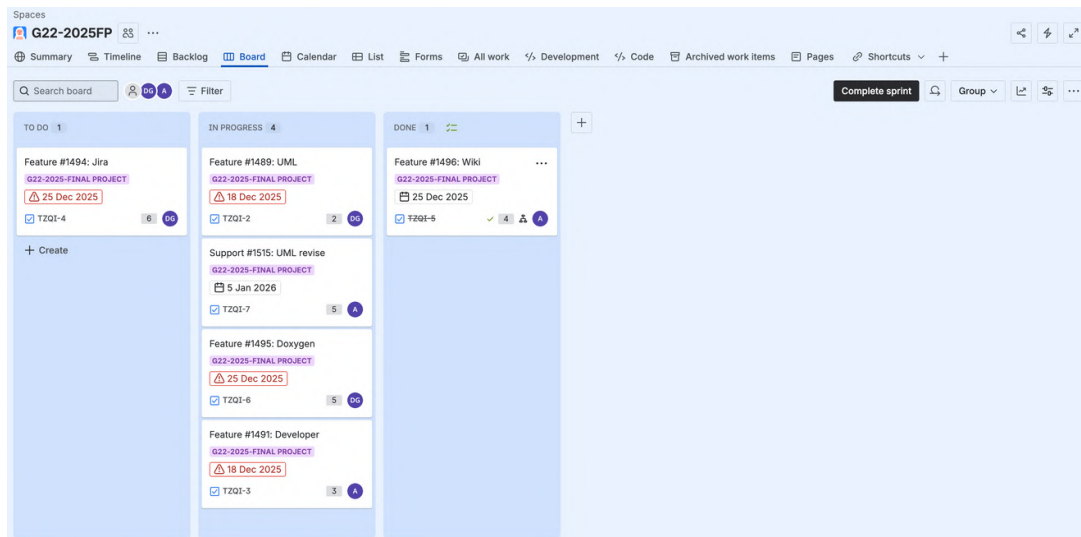 Spaces
G22-2025FP
Summary Timeline Backlog Board Calendar List Forms All work Development Code Archived work items Pages Shortcuts
Search board DG A Filter Complete sprint Group
TO DO 1
Feature #1494: Jira
G22-2025-FINAL PROJECT
25 Dec 2025
TZQI-4 6 DG
+ Create
IN PROGRESS 4
Feature #1489: UML
G22-2025-FINAL PROJECT
18 Dec 2025
TZQI-2 2 DG
Support #1515: UML revise
G22-2025-FINAL PROJECT
5 Jan 2026
TZQI-7 5 A
Feature #1495: Doxygen
G22-2025-FINAL PROJECT
25 Dec 2025
TZQI-6 5 DG
Feature #1491: Developer
G22-2025-FINAL PROJECT
18 Dec 2025
TZQI-3 3 A
DONE 1
Feature #1496: Wiki
G22-2025-FINAL PROJECT
25 Dec 2025
TZQI-5 4 A